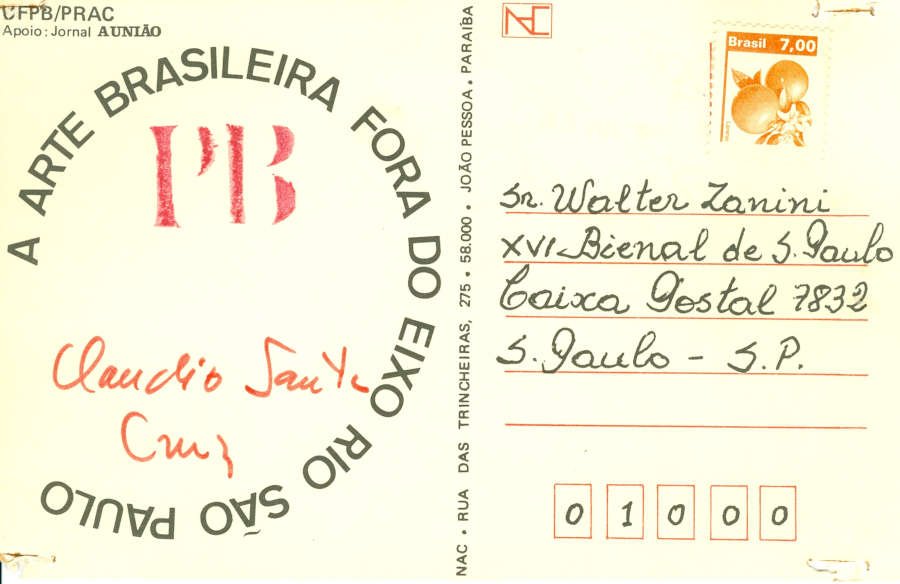 UFPB/PRAC
Apoio: Jornal A UNIÃO
A ARTE BRASILEIRA FORA DO EIXO RIO SÃO PAULO
PB
Claudio Santa
Cruz
NAC • RUA DAS TRINCHEIRAS, 275 • 58.000 • JOÃO PESSOA • PARAÍBA
NAC
Brasil 7,00
Sr. Walter Zanini
XVI Bienal de S. Paulo
Caixa Postal 7832
S. Paulo - S.P.
0 1 0 0 0